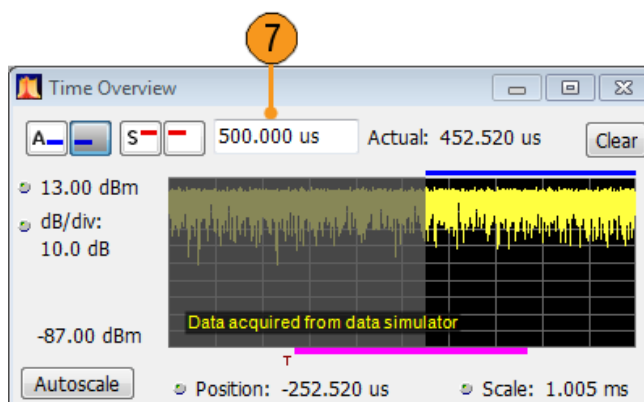 7
Time Overview
A S 500.000 us Actual: 452.520 us Clear
13.00 dBm
dB/div:
10.0 dB
Data acquired from data simulator
-87.00 dBm
T
Autoscale Position: -252.520 us Scale: 1.005 ms